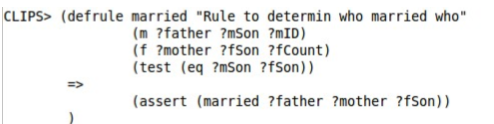 CLIPS> (defrule married "Rule to determin who married who"
(m ?father ?mSon ?mID)
(f ?mother ?fSon ?fCount)
(test (eq ?mSon ?fSon))
=>
(assert (married ?father ?mother ?fSon))
)